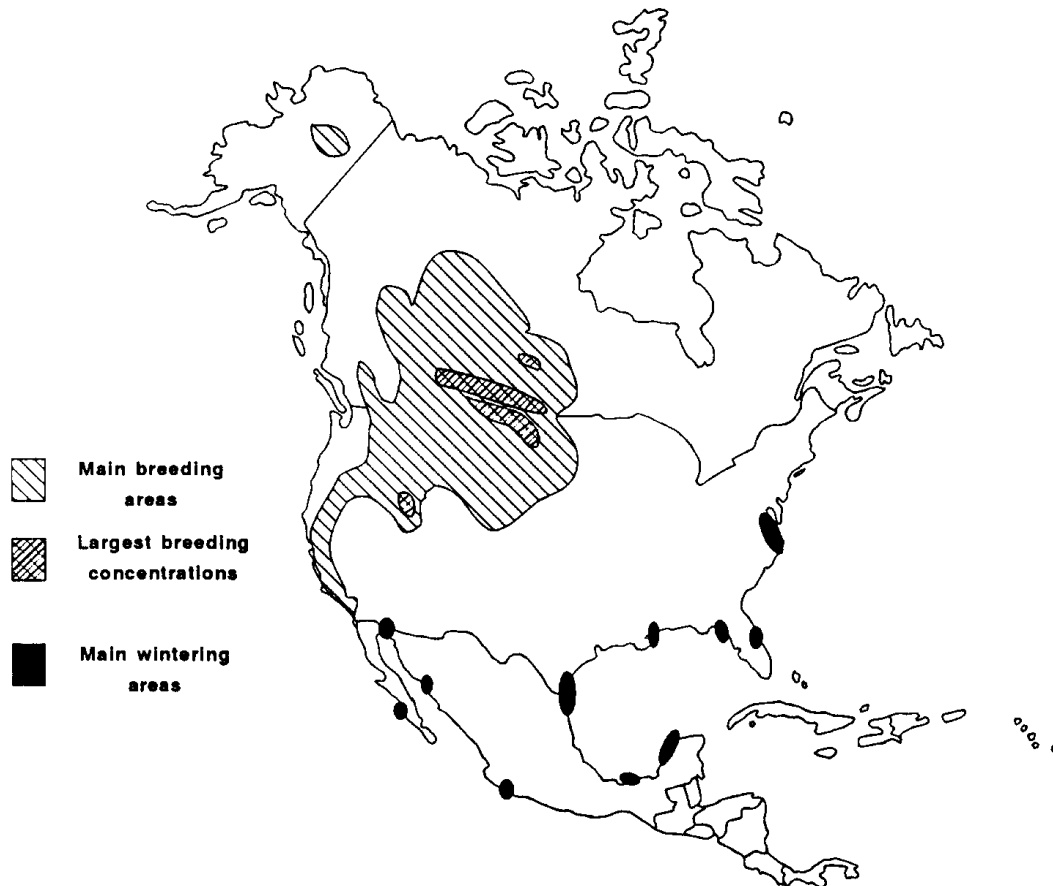 Main breeding
areas
Largest breeding
concentrations
Main wintering
areas